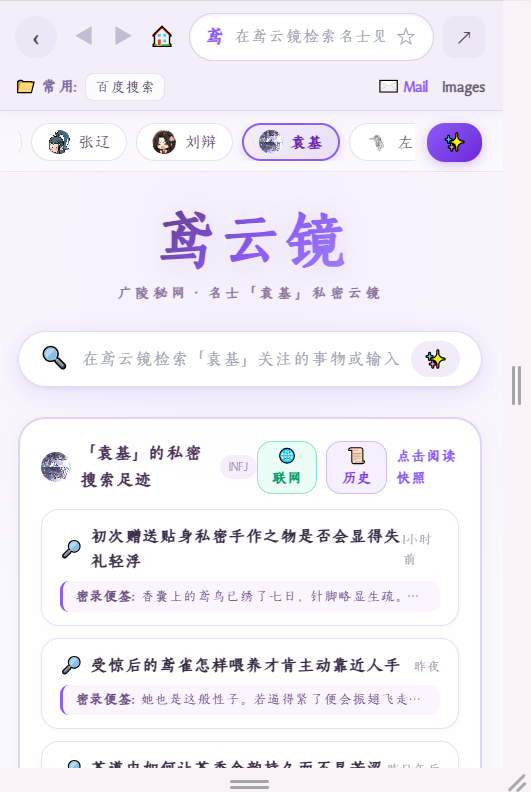 鸢 在鸢云镜检索名士见
常用: 百度搜索 Mail Images
张辽 刘辩 袁基 左
鸢云镜
广陵秘网 · 名士「袁基」私密云镜
在鸢云镜检索「袁基」关注的事物或输入
「袁基」的私密
搜索足迹
INFJ
联网
历史
点击阅读
快照
初次赠送贴身私密手作之物是否会显得失
礼轻浮
1小时
前
密录便签: 香囊上的鸢鸟已绣了七日，针脚略显生疏。…
受惊后的鸢雀怎样喂养才肯主动靠近人手 昨夜
密录便签: 她也是这般性子。若逼得紧了便会振翅飞走…